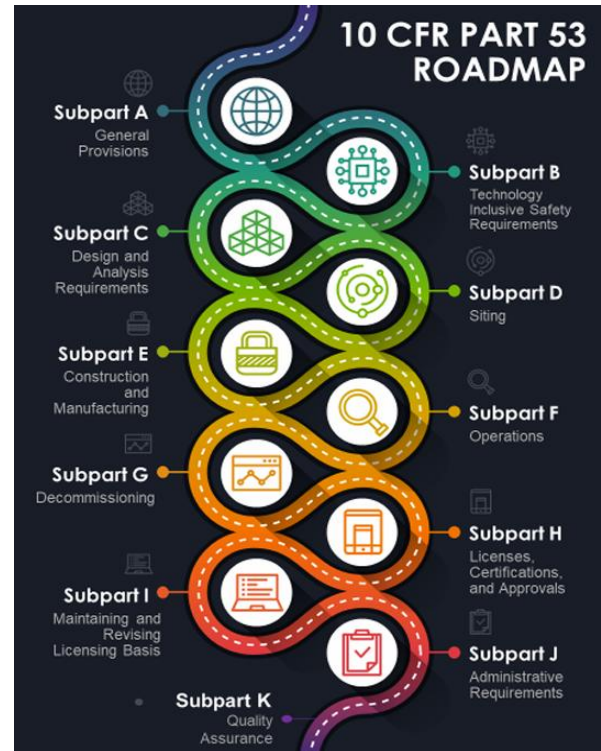 10 CFR PART 53
ROADMAP
Subpart A
General
Provisions
Subpart B
Technology
Inclusive Safety
Requirements
Subpart C
Design and
Analysis
Requirements
Subpart D
Siting
Subpart E
Construction
and
Manufacturing
Subpart F
Operations
Subpart G
Decommissioning
Subpart H
Licenses,
Certifications,
and Approvals
Subpart I
Maintaining and
Revising
Licensing Basis
Subpart J
Administrative
Requirements
Subpart K
Quality
Assurance